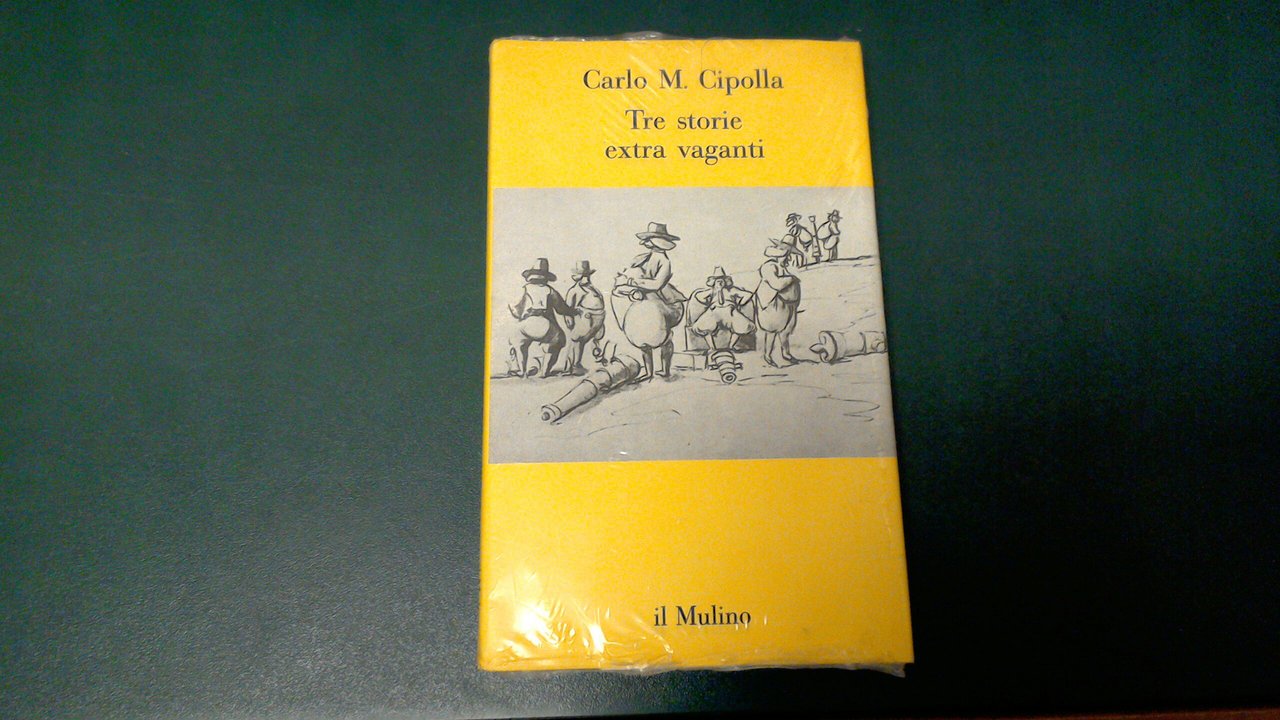 Carlo M. Cipolla
Tre storie
extra vaganti
il Mulino